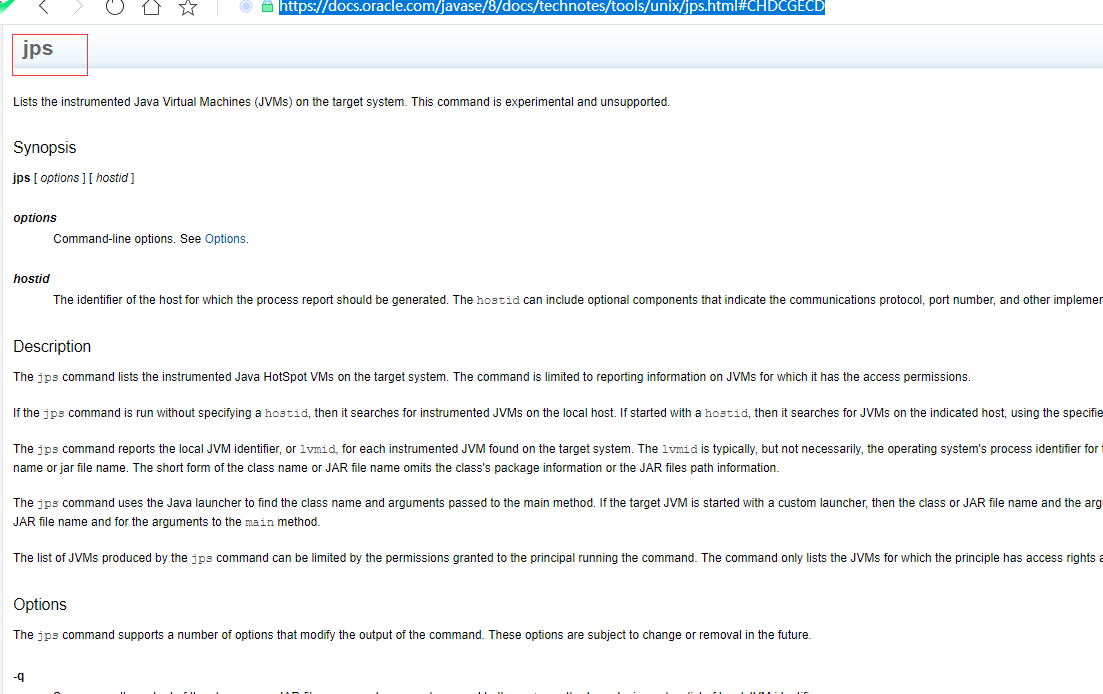 https://docs.oracle.com/javase/8/docs/technotes/tools/unix/jps.html#CHDCGECD
jps
Lists the instrumented Java Virtual Machines (JVMs) on the target system. This command is experimental and unsupported.
Synopsis
jps [ options ] [ hostid ]
options
Command-line options. See Options.
hostid
The identifier of the host for which the process report should be generated. The hostid can include optional components that indicate the communications protocol, port number, and other implemen
Description
The jps command lists the instrumented Java HotSpot VMs on the target system. The command is limited to reporting information on JVMs for which it has the access permissions.
If the jps command is run without specifying a hostid, then it searches for instrumented JVMs on the local host. If started with a hostid, then it searches for JVMs on the indicated host, using the specifie
The jps command reports the local JVM identifier, or lvmid, for each instrumented JVM found on the target system. The lvmid is typically, but not necessarily, the operating system's process identifier for
name or jar file name. The short form of the class name or JAR file name omits the class's package information or the JAR files path information.
The jps command uses the Java launcher to find the class name and arguments passed to the main method. If the target JVM is started with a custom launcher, then the class or JAR file name and the arg
JAR file name and for the arguments to the main method.
The list of JVMs produced by the jps command can be limited by the permissions granted to the principal running the command. The command only lists the JVMs for which the principle has access rights a
Options
The jps command supports a number of options that modify the output of the command. These options are subject to change or removal in the future.
-q